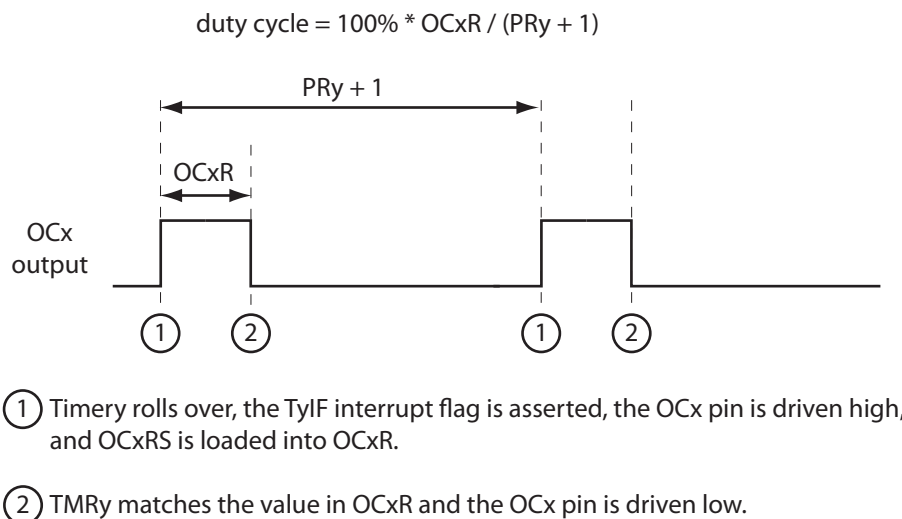 duty cycle = 100% * OCxR / (PRy + 1)
PRy + 1
OCxR
OCx
output
1 2 1 2
1 Timery rolls over, the TyIF interrupt flag is asserted, the OCx pin is driven high,
and OCxRS is loaded into OCxR.
2 TMRy matches the value in OCxR and the OCx pin is driven low.